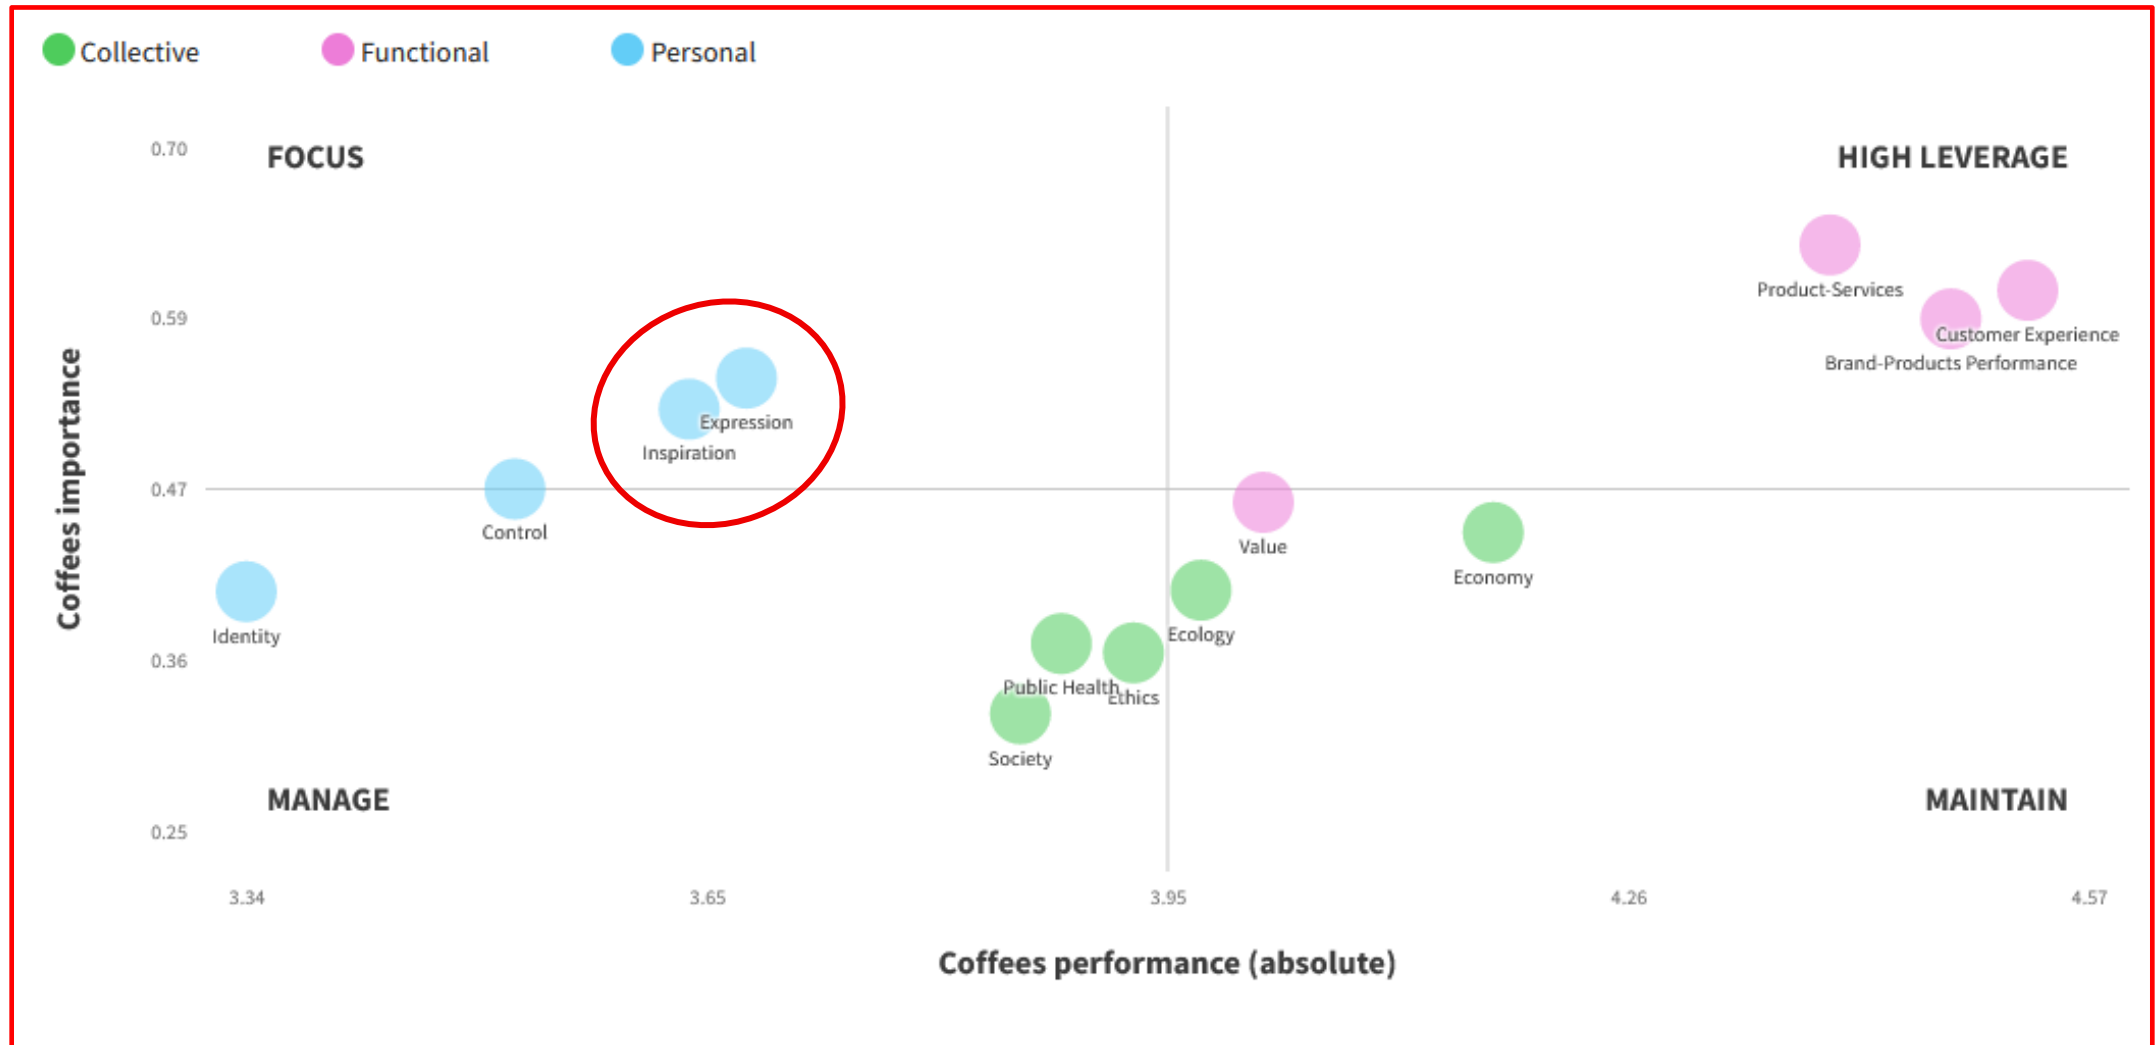 Collective Functional Personal
0.70 FOCUS HIGH LEVERAGE
Product-Services
0.59
Customer Experience
Brand-Products Performance
Expression
Inspiration
0.47
Control
Value
Economy
Identity
Ecology
0.36
Public Health
Ethics
Society
MANAGE MAINTAIN
0.25
3.34 3.65 3.95 4.26 4.57
Coffees importance
Coffees performance (absolute)